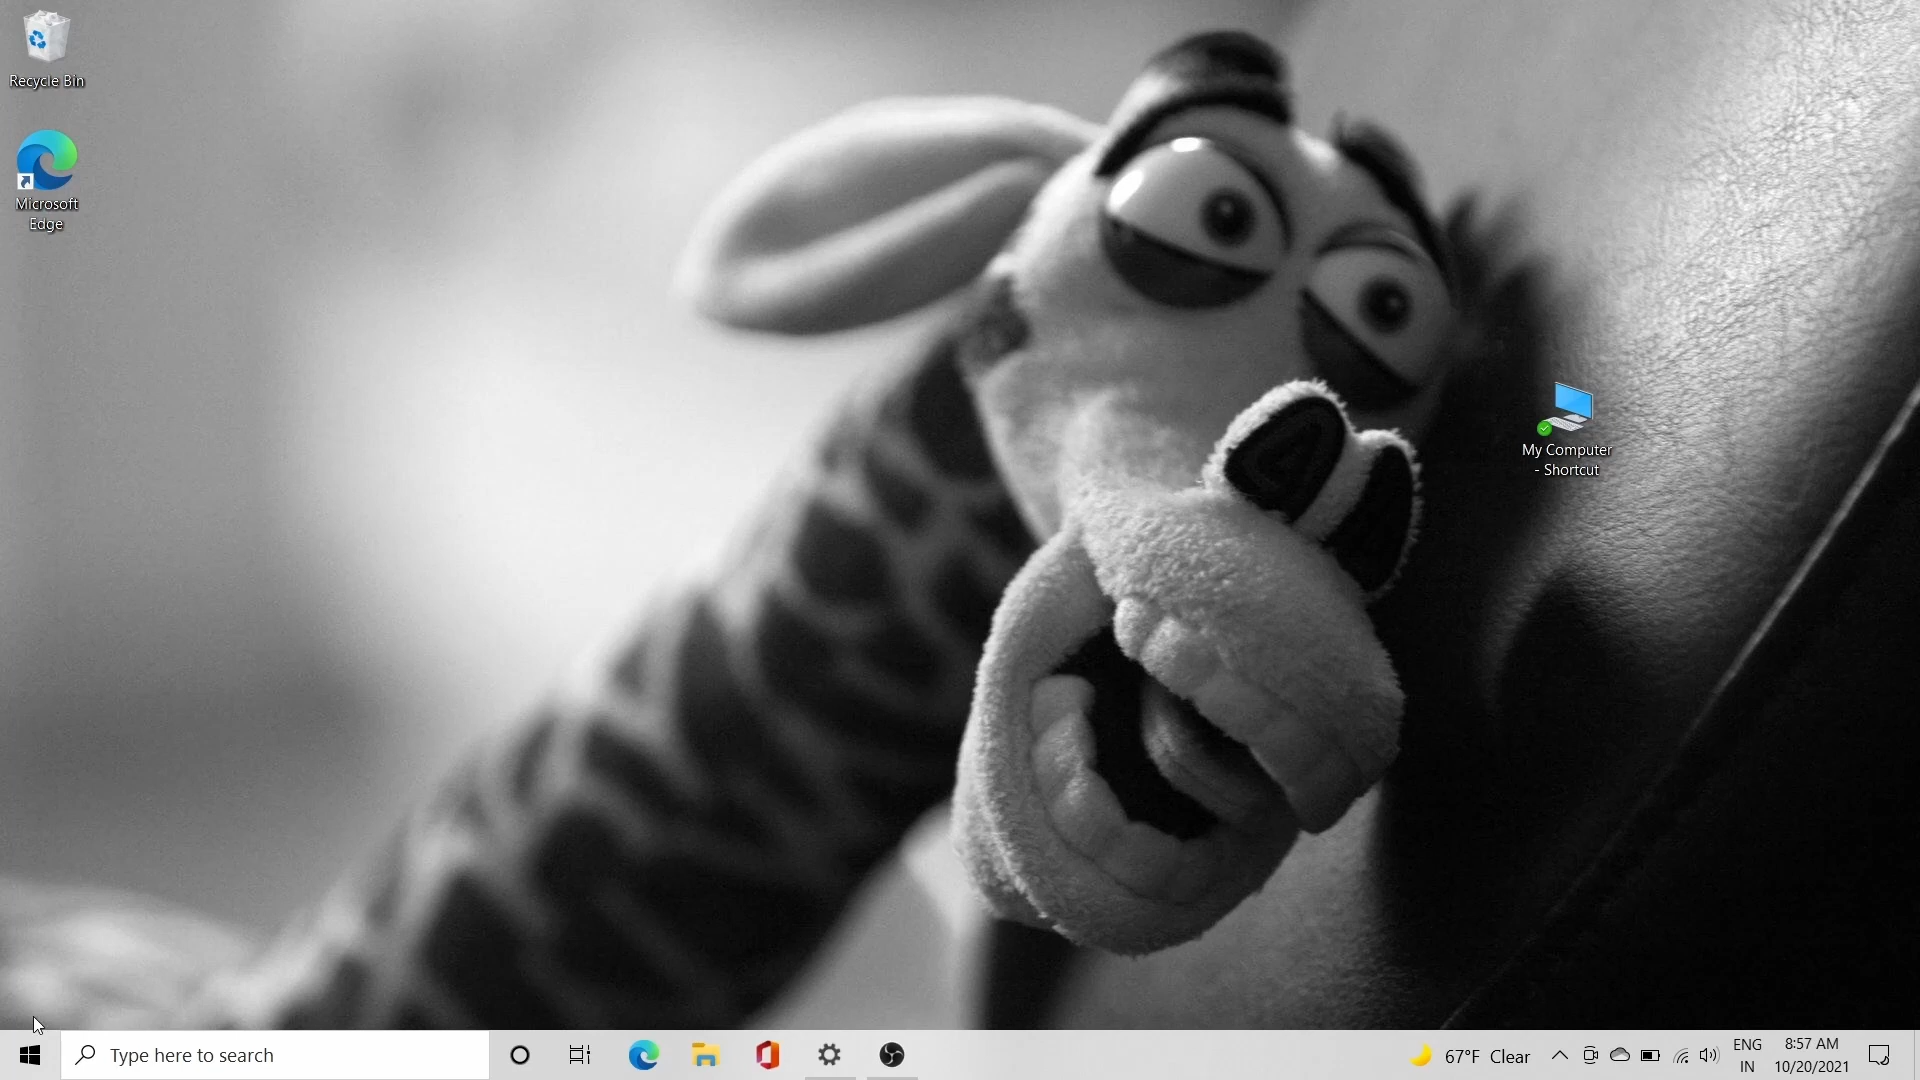 Recycle Bin
Microsoft
Edge
My Computer
- Shortcut
Type here to search
67°F Clear
ENG
IN
8:57 AM
10/20/2021